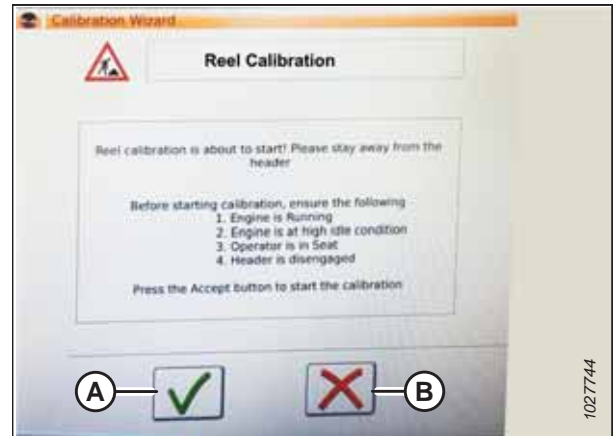 Calibration Wizard
Reel Calibration
Reel calibration is about to start! Please stay away from the
header
Before starting calibration, ensure the following
1. Engine is Running
2. Engine is at high idle condition
3. Operator is in Seat
4. Header is disengaged
Press the Accept button to start the calibration
A
B
1027744